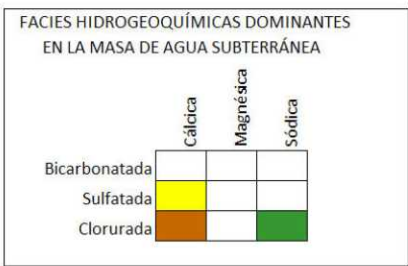 FACIES HIDROGEOQUÍMICAS DOMINANTES
EN LA MASA DE AGUA SUBTERRÁNEA
Cálcica
Magnésica
Sódica
Bicarbonatada
Sulfatada
Clorurada